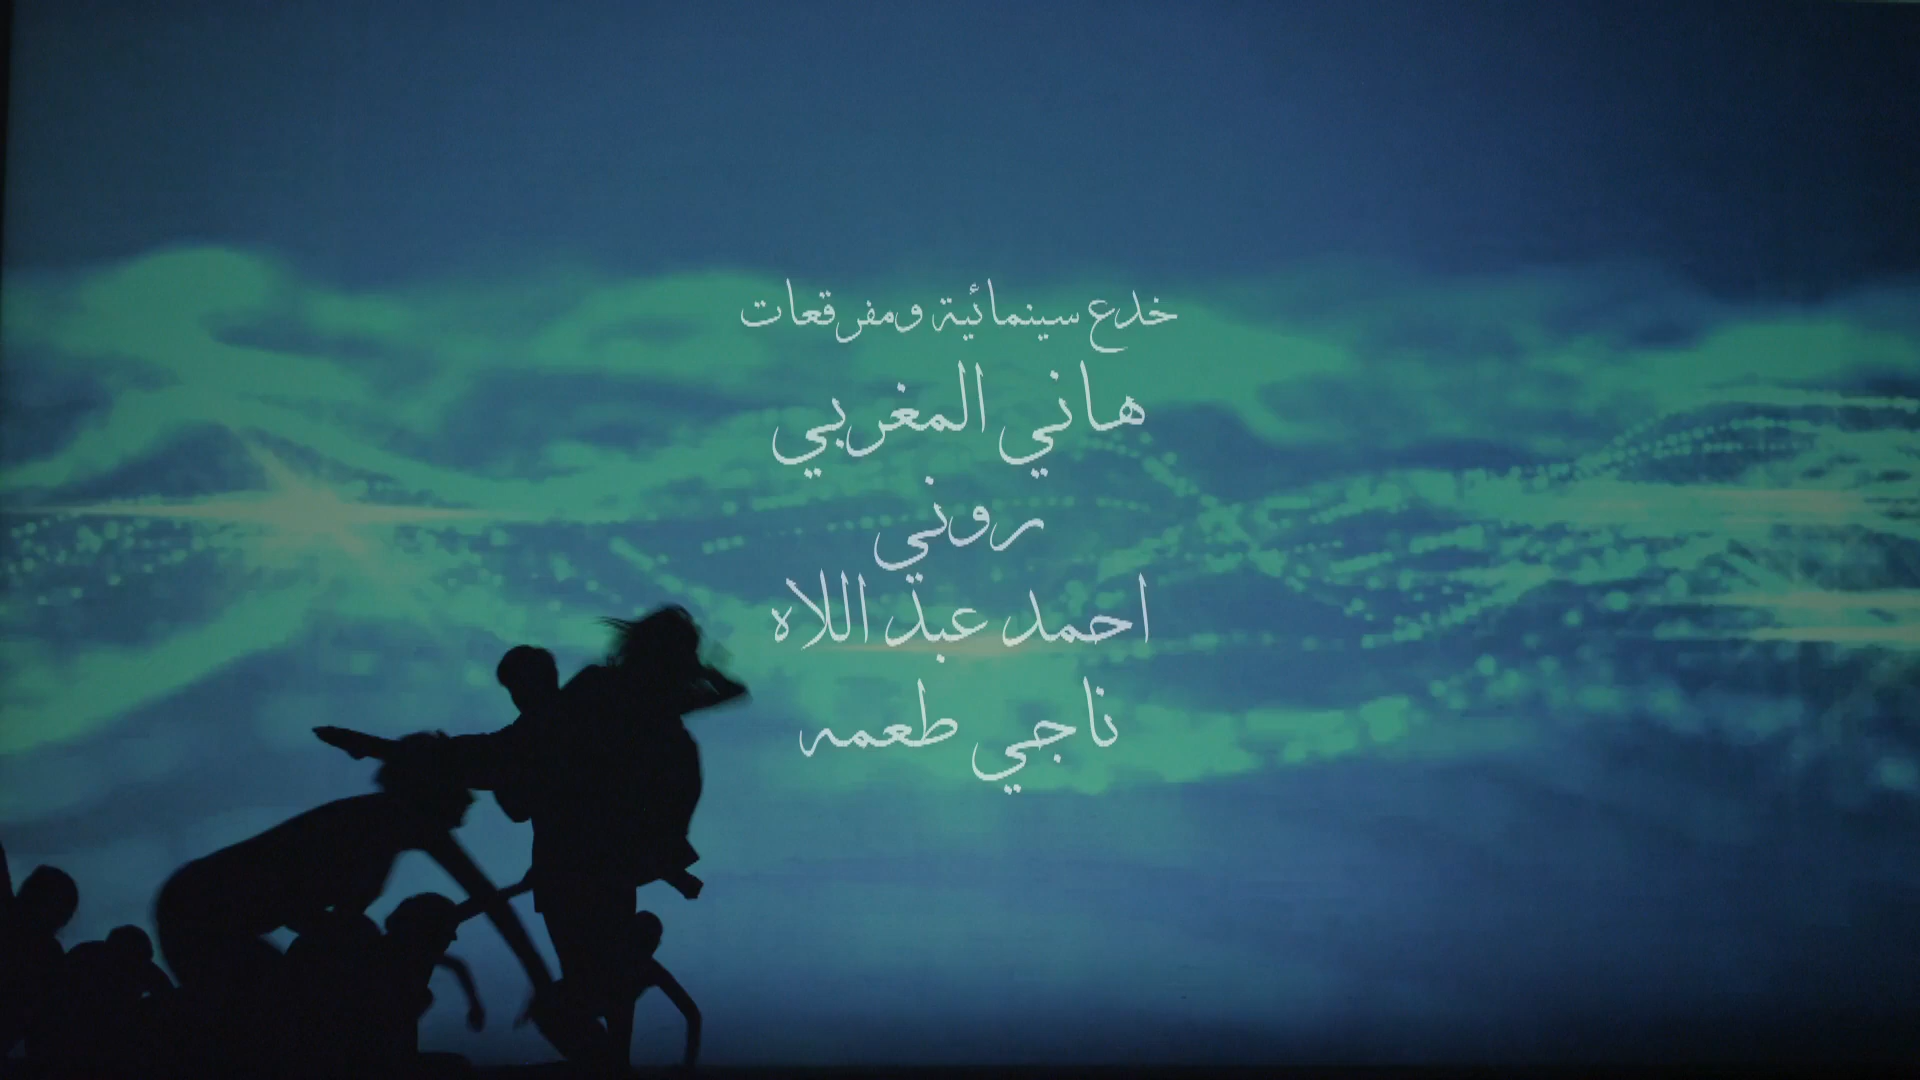 خدع سينمائية ومفرقعات
هاني المغربي
روني
احمد عبد اللاه
ناجي طعمه